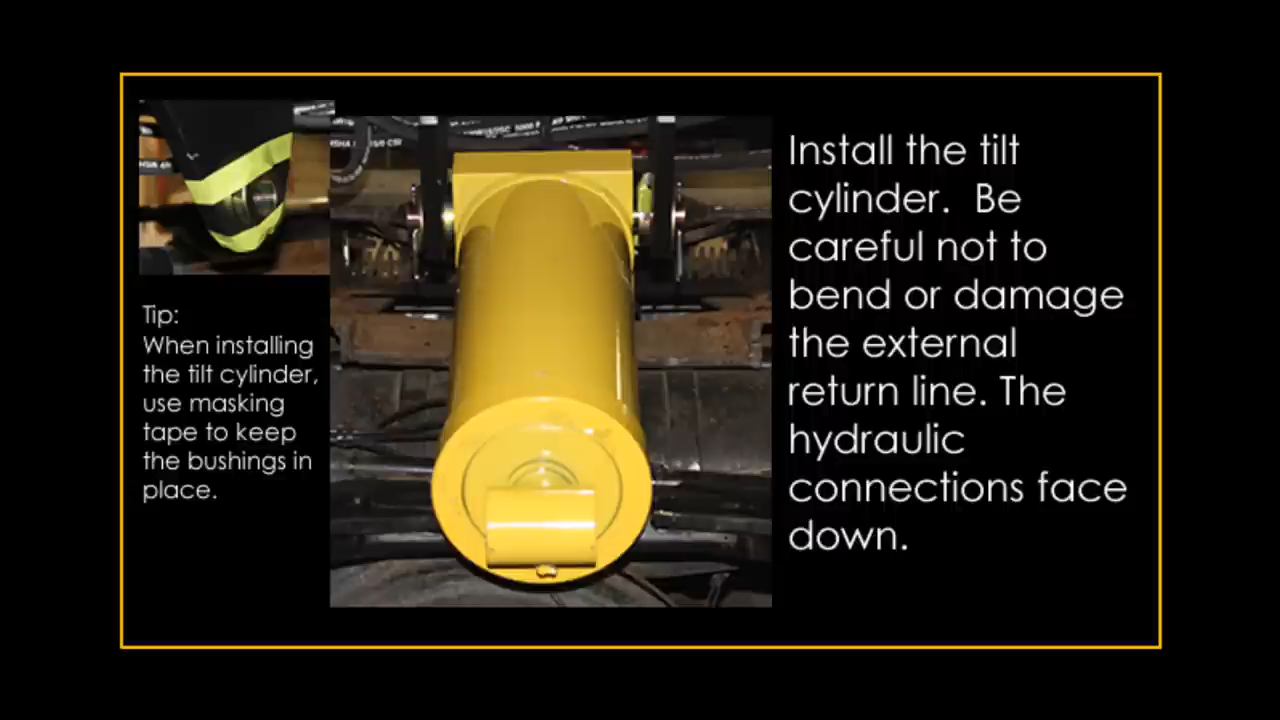 Install the tilt
cylinder.  Be
careful not to
bend or damage
the external
return line. The
hydraulic
connections face
down.
Tip:
When installing
the tilt cylinder,
use masking
tape to keep
the bushings in
place.